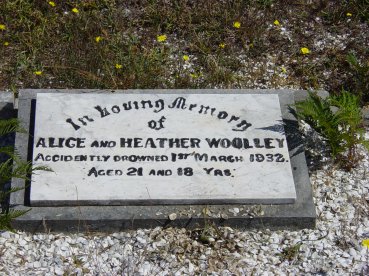 In Loving Memory
of
ALICE AND HEATHER WOOLLEY
ACCIDENTLY DROWNED 1ST MARCH 1932.
AGED 21 AND 18 YRS.